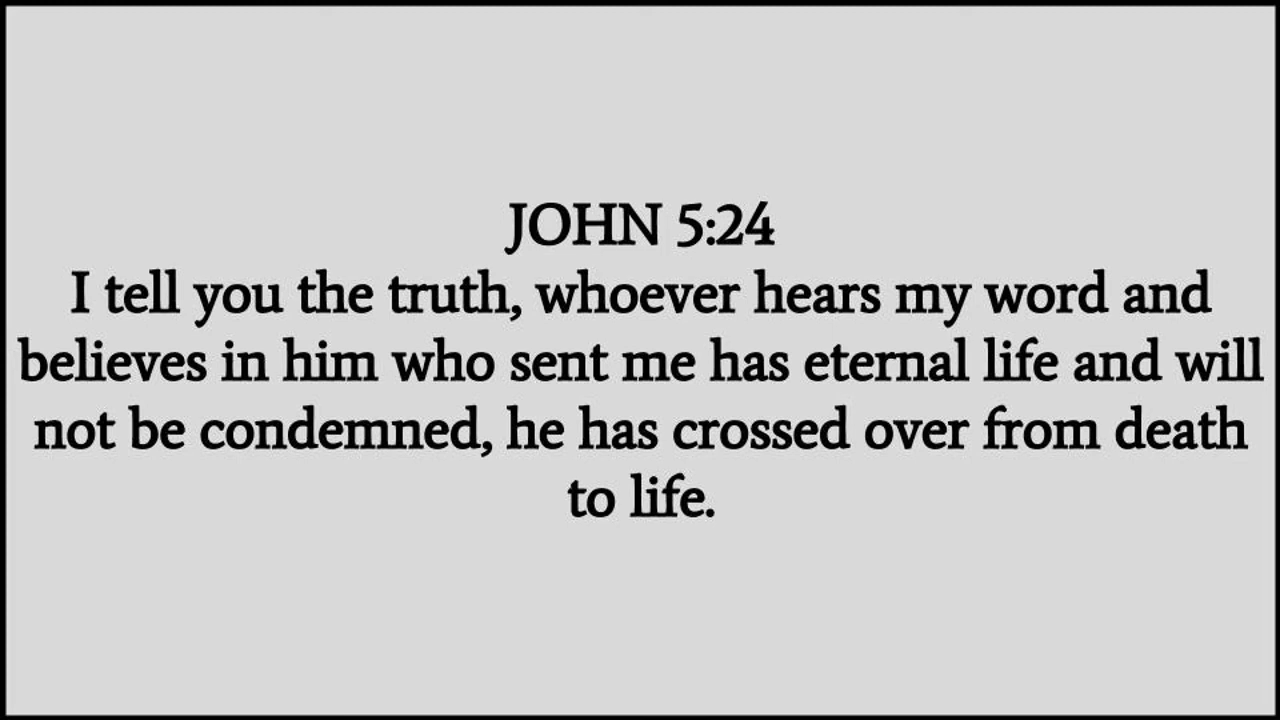 JOHN 5:24
I tell you the truth, whoever hears my word and
believes in him who sent me has eternal life and will
not be condemned, he has crossed over from death
to life.